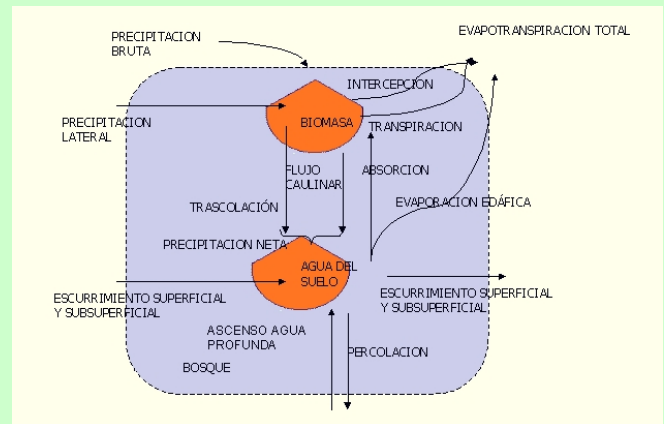 PRECIPITACION
BRUTA
EVAPOTRANSPIRACION TOTAL
INTERCEPCION
PRECIPITACION
LATERAL
BIOMASA
TRANSPIRACION
FLUJO
CAULINAR
ABSORCION
TRASCOLACIÓN
EVAPORACION EDÁFICA
PRECIPITACION NETA
AGUA DEL
SUELO
ESCURRIMIENTO SUPERFICIAL
Y SUBSUPERFICIAL
ESCURRIMIENTO SUPERFICIAL
Y SUBSUPERFICIAL
ASCENSO AGUA
PROFUNDA
PERCOLACION
BOSQUE